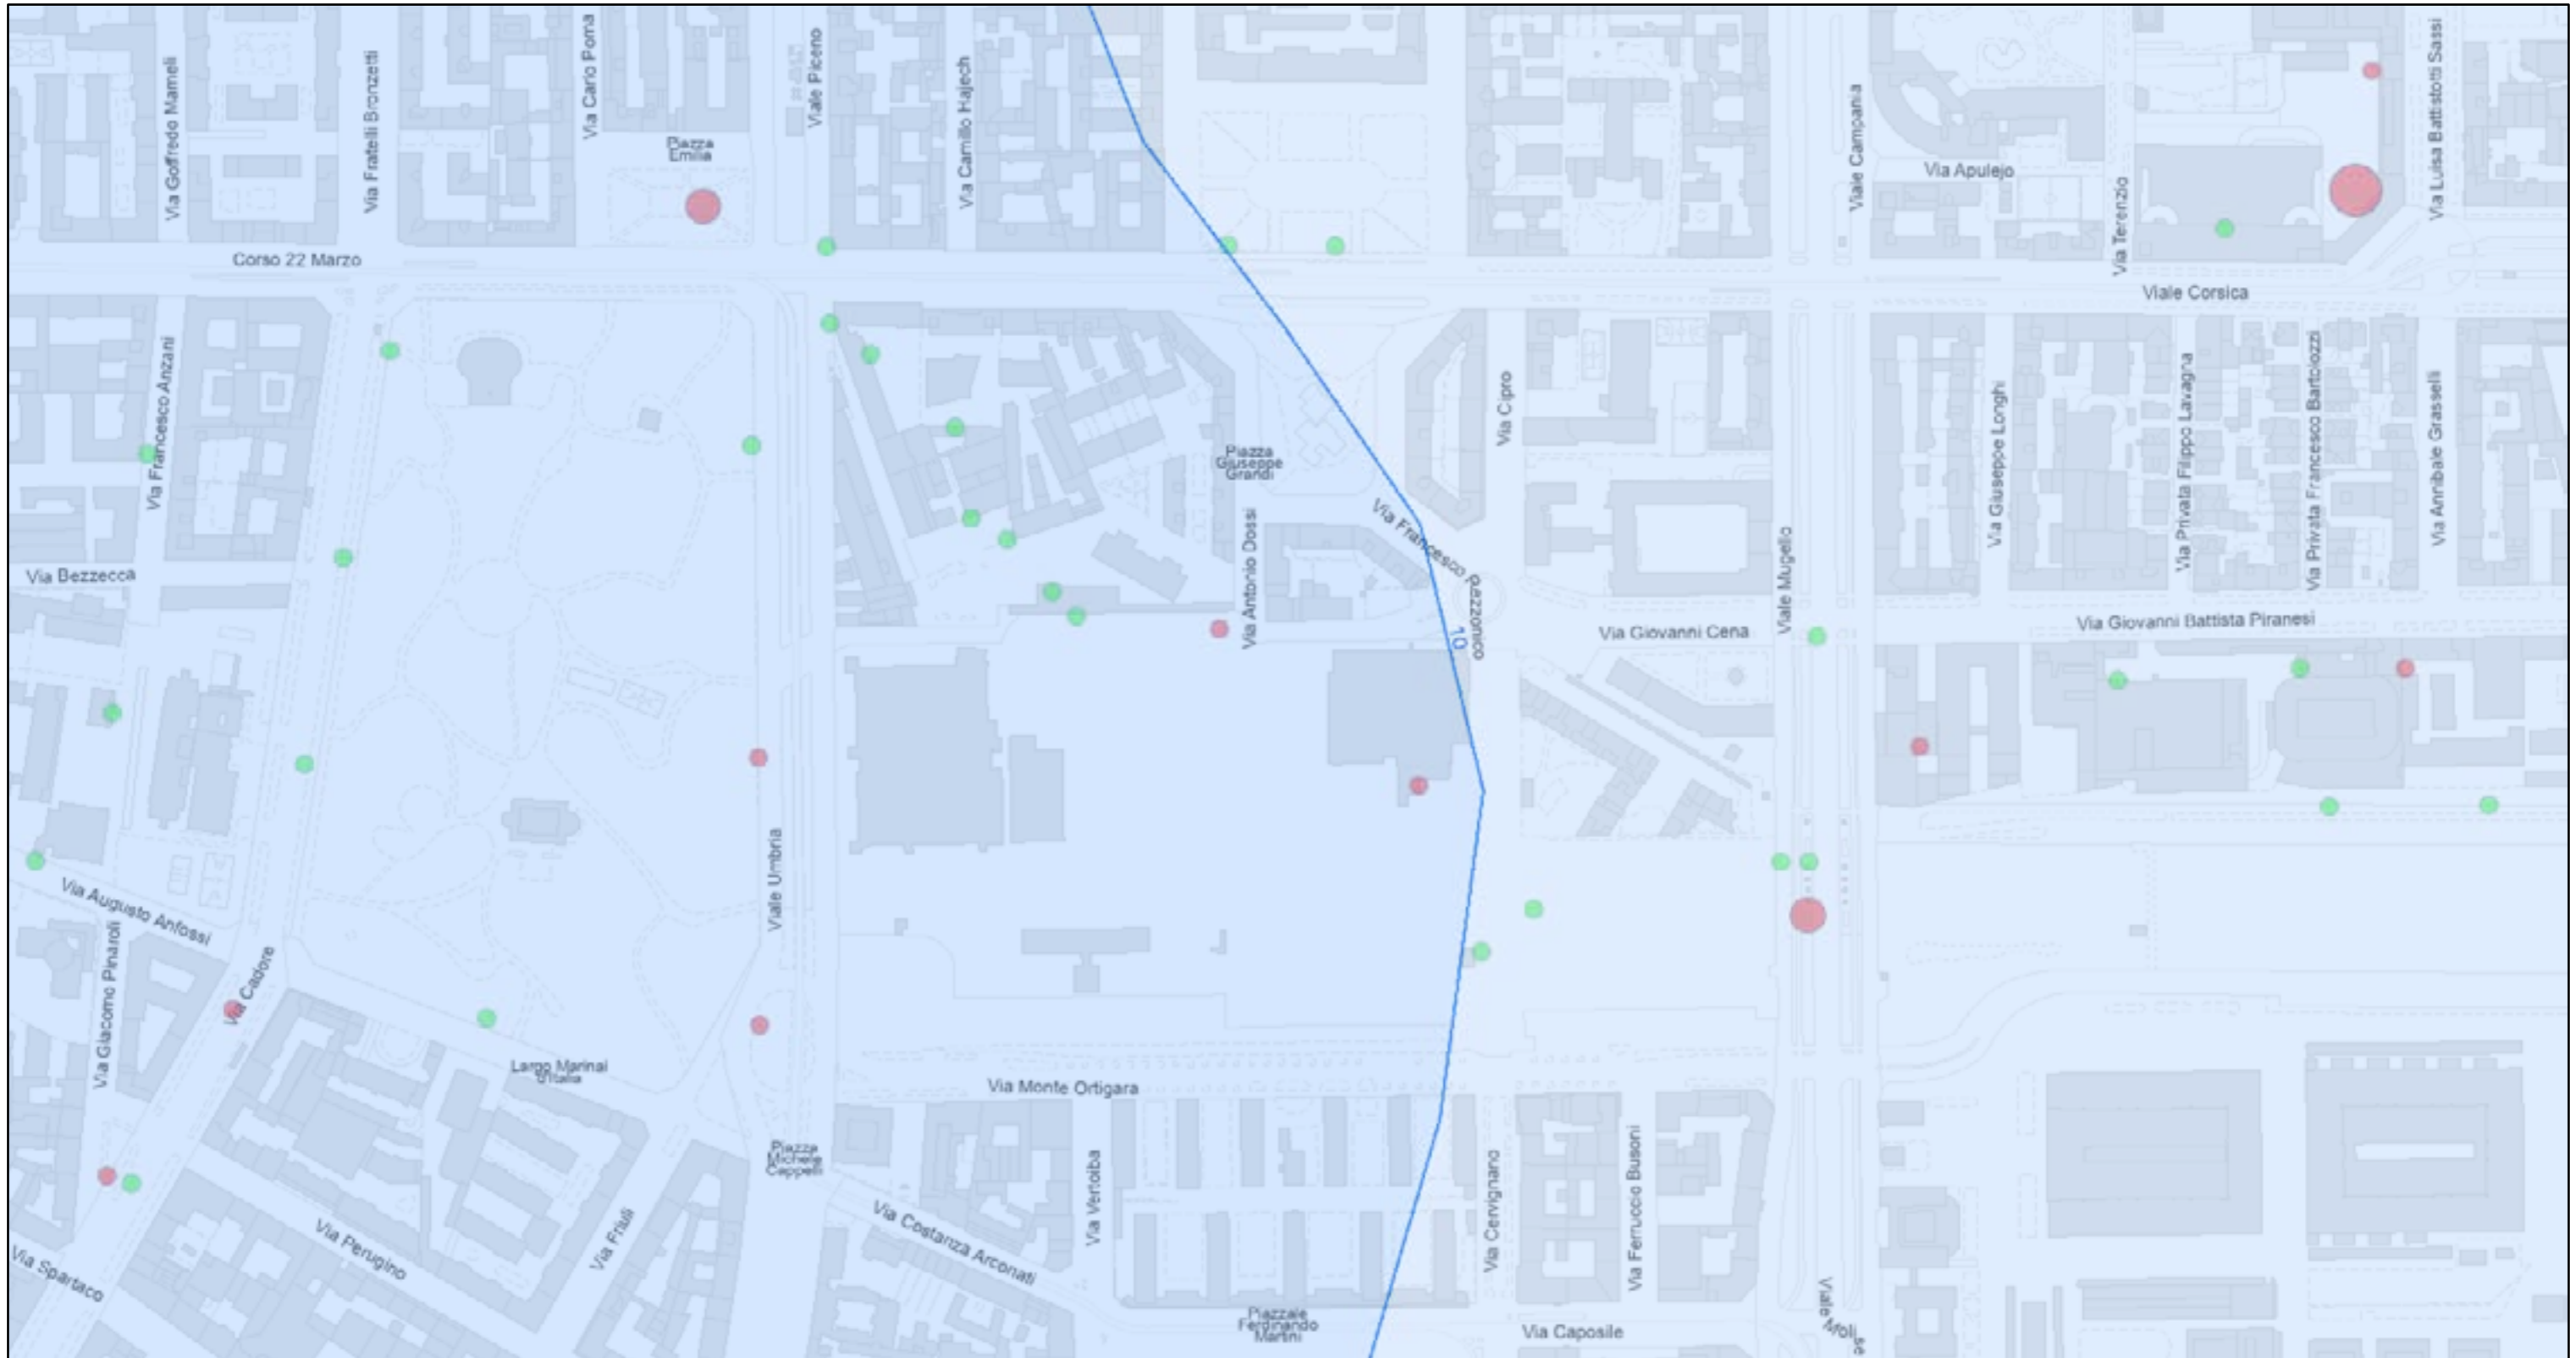 Via Goffredo Mameli
Via Fratelli Bronzetti
Via Carlo Poma
Viale Piceno
Via Camillo Hajech
Viale Campania
Via Luisa Battistotti Sassi
Piazza
Emilia
Via Apulejo
Via Terenzio
Corso 22 Marzo
Viale Corsica
Via Francesco Anzani
Via Cipro
Via Giuseppe Longhi
Via Privata Filippo Lavagna
Via Privata Francesco Bartolozzi
Via Annibale Grasselli
Piazza
Giuseppe
Grandi
Via Francesco Rezzonico
Via Antonio Dossi
Viale Mugello
Via Bezzecca
10
Via Giovanni Cena
Via Giovanni Battista Piranesi
Viale Umbria
Via Augusto Anfossi
Via Giacomo Pinaroli
Via Cadore
Largo Marinai
d'Italia
Via Monte Ortigara
Piazza
Michele
Cappelli
Via Vertoiba
Via Cervignano
Via Ferruccio Busoni
Via Costanza Arconati
Via Friuli
Via Perugino
Via Spartaco
Piazzale
Ferdinando
Martini
Via Caposile
Viale Molise